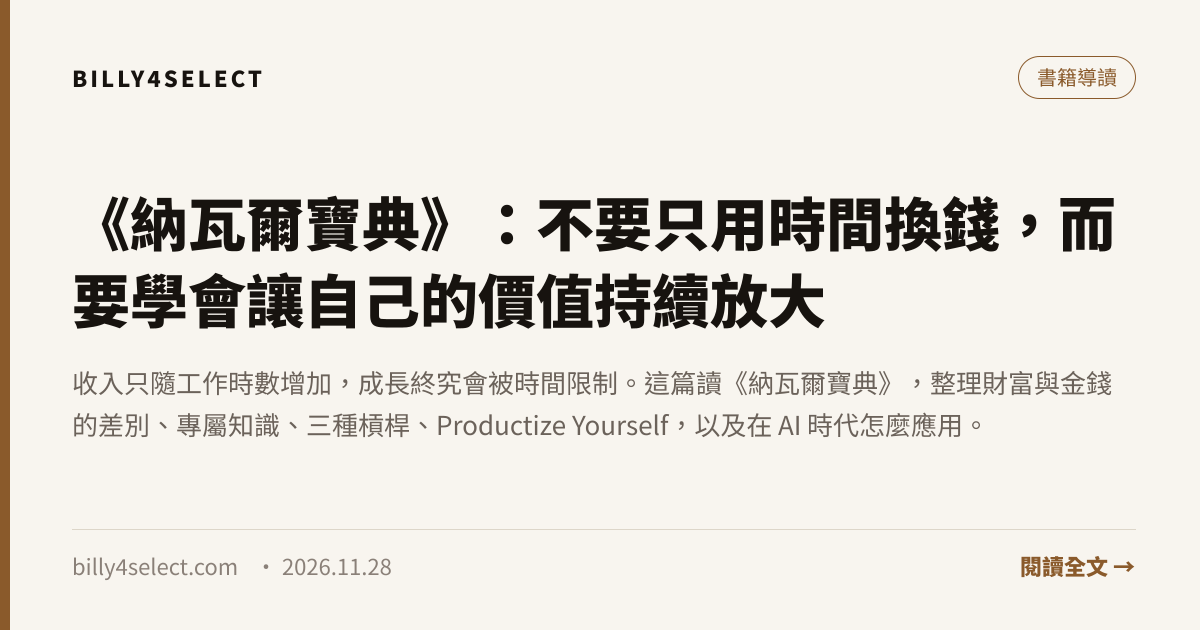 BILLY4SELECT
書籍導讀
《納瓦爾寶典》：不要只用時間換錢，而
要學會讓自己的價值持續放大
收入只隨工作時數增加，成長終究會被時間限制。這篇讀《納瓦爾寶典》，整理財富與金錢
的差別、專屬知識、三種槓桿、Productize Yourself，以及在 AI 時代怎麼應用。
billy4select.com ・ 2026.11.28
閱讀全文 →